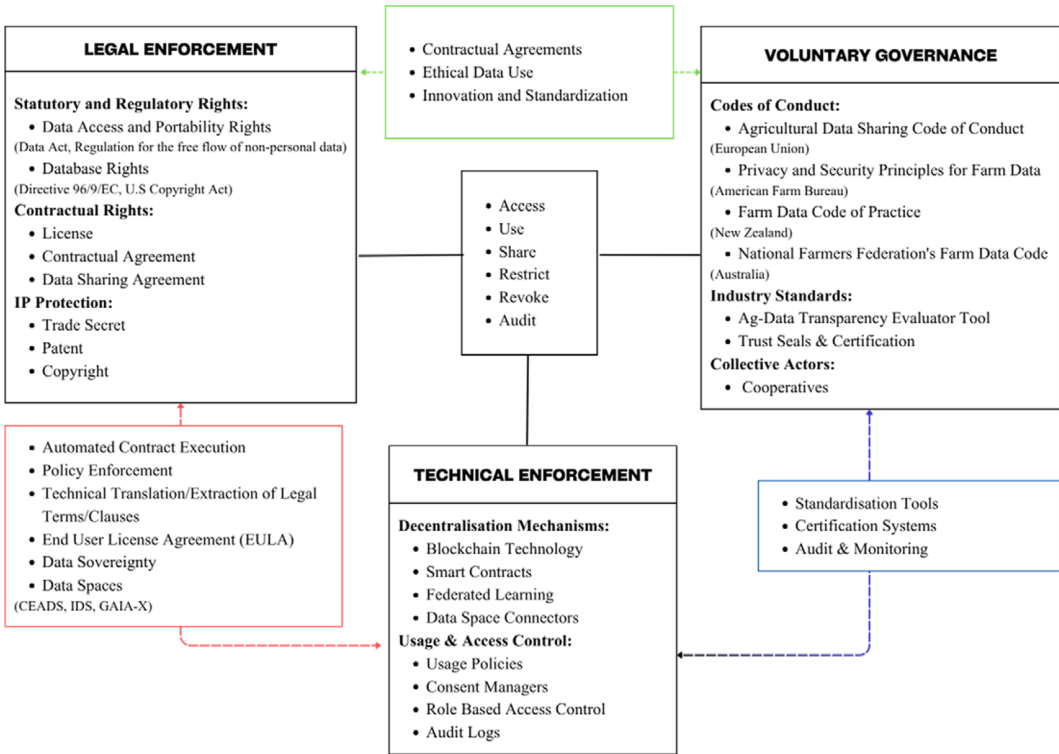 Contractual Agreements
Ethical Data Use
Innovation and Standardization
LEGAL ENFORCEMENT
Statutory and Regulatory Rights:
Data Access and Portability Rights
(Data Act, Regulation for the free flow of non-personal data)
Database Rights
(Directive 96/9/EC, U.S Copyright Act)
Contractual Rights:
License
Contractual Agreement
Data Sharing Agreement
IP Protection:
Trade Secret
Patent
Copyright
Access
Use
Share
Restrict
Revoke
Audit
VOLUNTARY GOVERNANCE
Codes of Conduct:
Agricultural Data Sharing Code of Conduct
(European Union)
Privacy and Security Principles for Farm Data
(American Farm Bureau)
Farm Data Code of Practice
(New Zealand)
National Farmers Federation's Farm Data Code
(Australia)
Industry Standards:
Ag-Data Transparency Evaluator Tool
Trust Seals & Certification
Collective Actors:
Cooperatives
Automated Contract Execution
Policy Enforcement
Technical Translation/Extraction of Legal
Terms/Clauses
End User License Agreement (EULA)
Data Sovereignty
Data Spaces
(CEADS, IDS, GAIA-X)
TECHNICAL ENFORCEMENT
Decentralisation Mechanisms:
Blockchain Technology
Smart Contracts
Federated Learning
Data Space Connectors
Usage & Access Control:
Usage Policies
Consent Managers
Role Based Access Control
Audit Logs
Standardisation Tools
Certification Systems
Audit & Monitoring